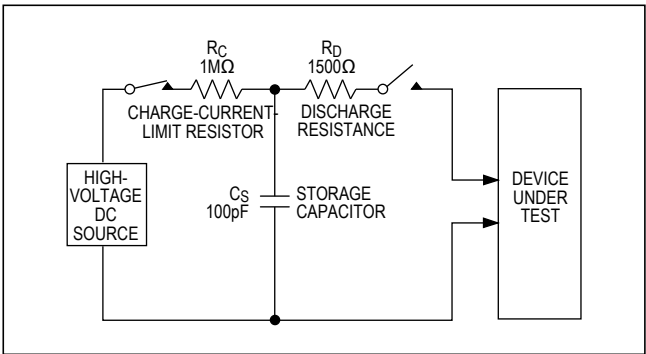 RC
1MΩ
CHARGE-CURRENT-
LIMIT RESISTOR
RD
1500Ω
DISCHARGE
RESISTANCE
HIGH-
VOLTAGE
DC
SOURCE
CS
100pF
STORAGE
CAPACITOR
DEVICE
UNDER
TEST